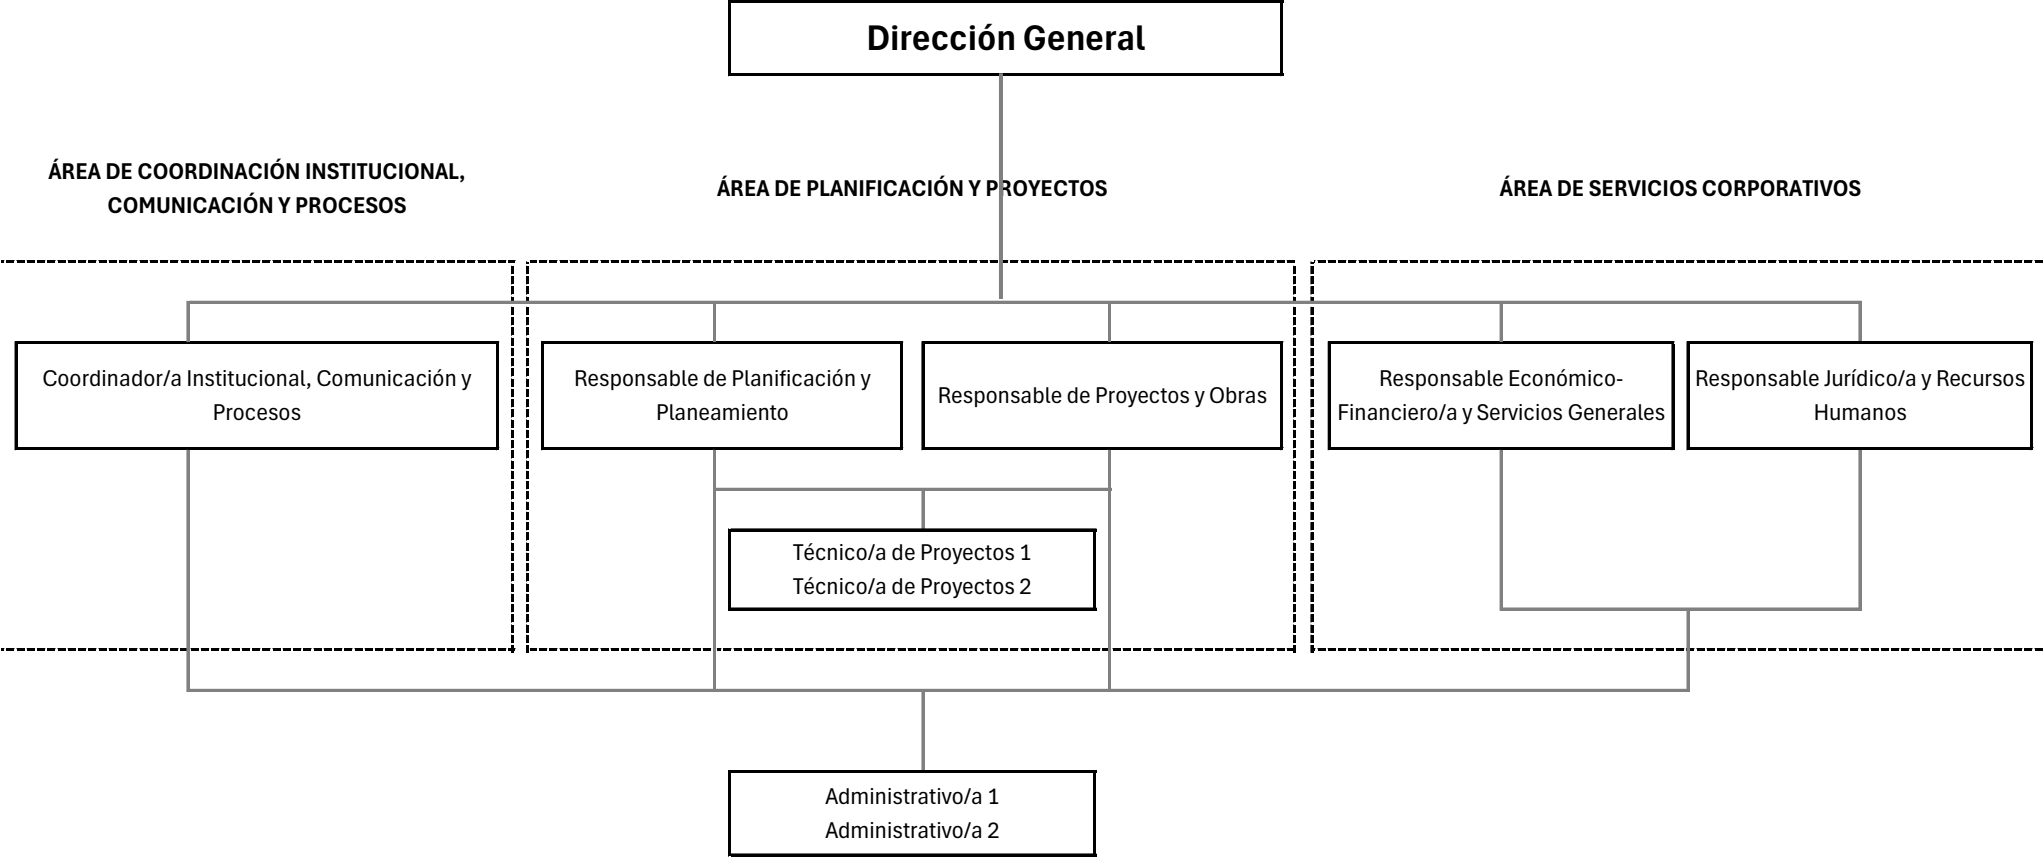 Dirección General
ÁREA DE COORDINACIÓN INSTITUCIONAL,
COMUNICACIÓN Y PROCESOS
ÁREA DE PLANIFICACIÓN Y PROYECTOS
ÁREA DE SERVICIOS CORPORATIVOS
Coordinador/a Institucional, Comunicación y
Procesos
Responsable de Planificación y
Planeamiento
Responsable de Proyectos y Obras
Responsable Económico-
Financiero/a y Servicios Generales
Responsable Jurídico/a y Recursos
Humanos
Técnico/a de Proyectos 1
Técnico/a de Proyectos 2
Administrativo/a 1
Administrativo/a 2